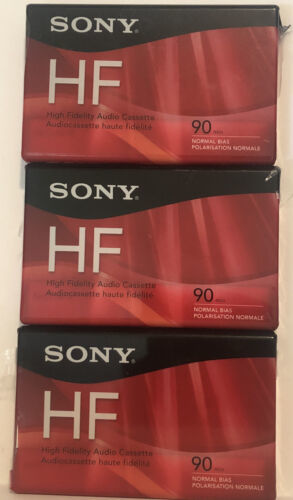 SONY®
HF
High Fidelity Audio Cassette
Audiocassette haute fidélité
90 min
NORMAL BIAS
POLARISATION NORMALE
SONY®
HF
High Fidelity Audio Cassette
Audiocassette haute fidélité
90 min
NORMAL BIAS
POLARISATION NORMALE
SONY®
HF
High Fidelity Audio Cassette
Audiocassette haute fidélité
90 min
NORMAL BIAS
POLARISATION NORMALE